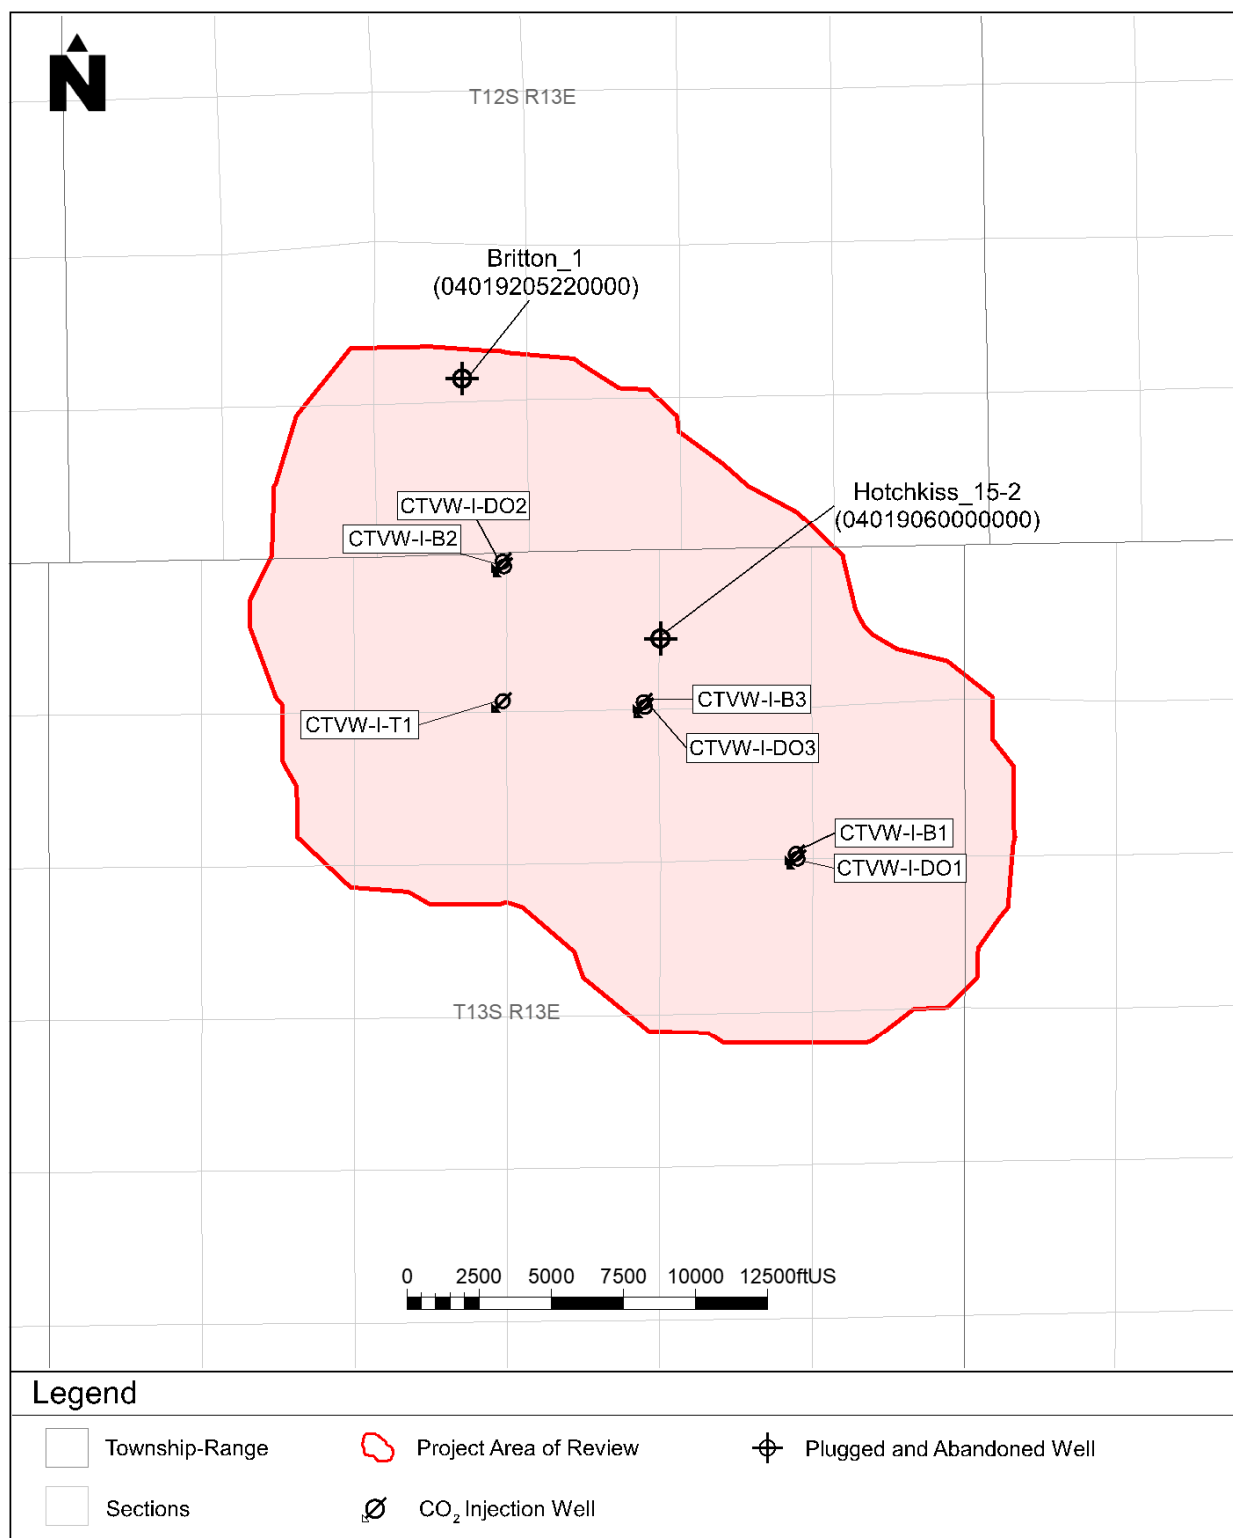 N
T12S R13E
Britton_1
(04019205220000)
CTVW-I-DO2
Hotchkiss_15-2
(04019060000000)
CTVW-I-B2
CTVW-I-B3
CTVW-I-T1
CTVW-I-DO3
CTVW-I-B1
CTVW-I-DO1
T13S R13E
0 2500 5000 7500 10000 12500ftUS
Legend
Township-Range
Project Area of Review
Plugged and Abandoned Well
Sections
CO₂ Injection Well